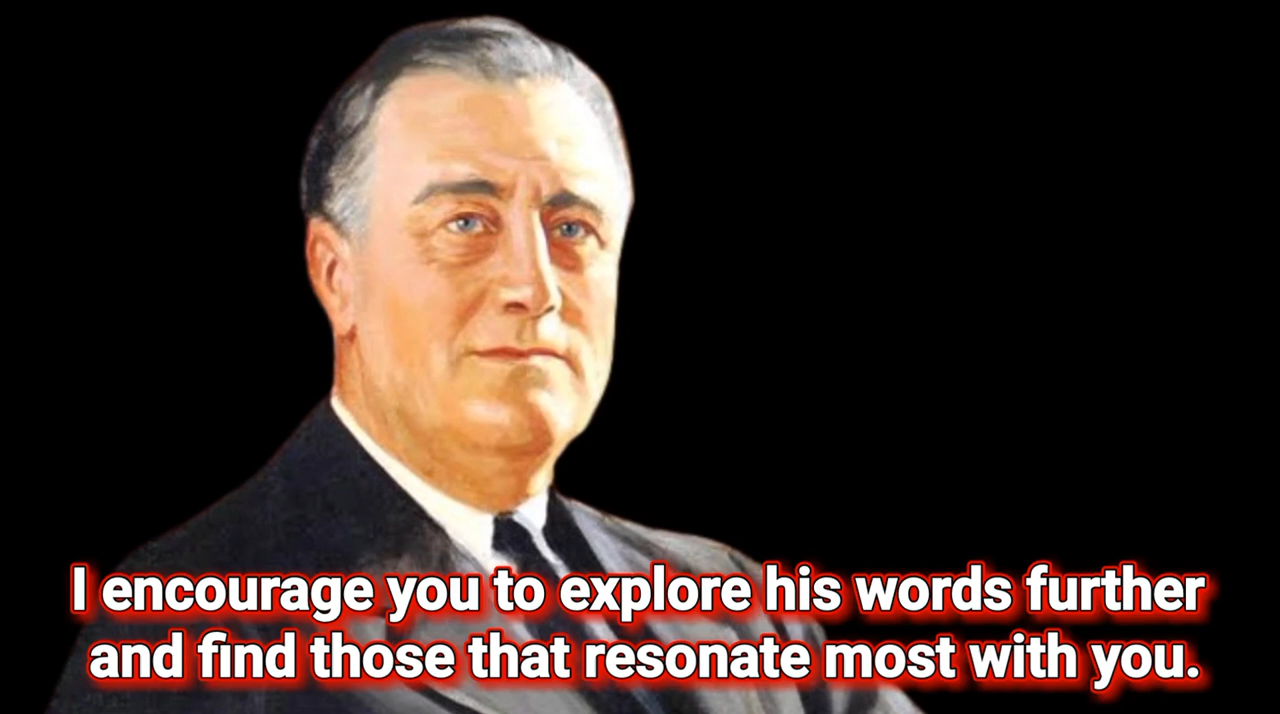 I encourage you to explore his words further
and find those that resonate most with you.